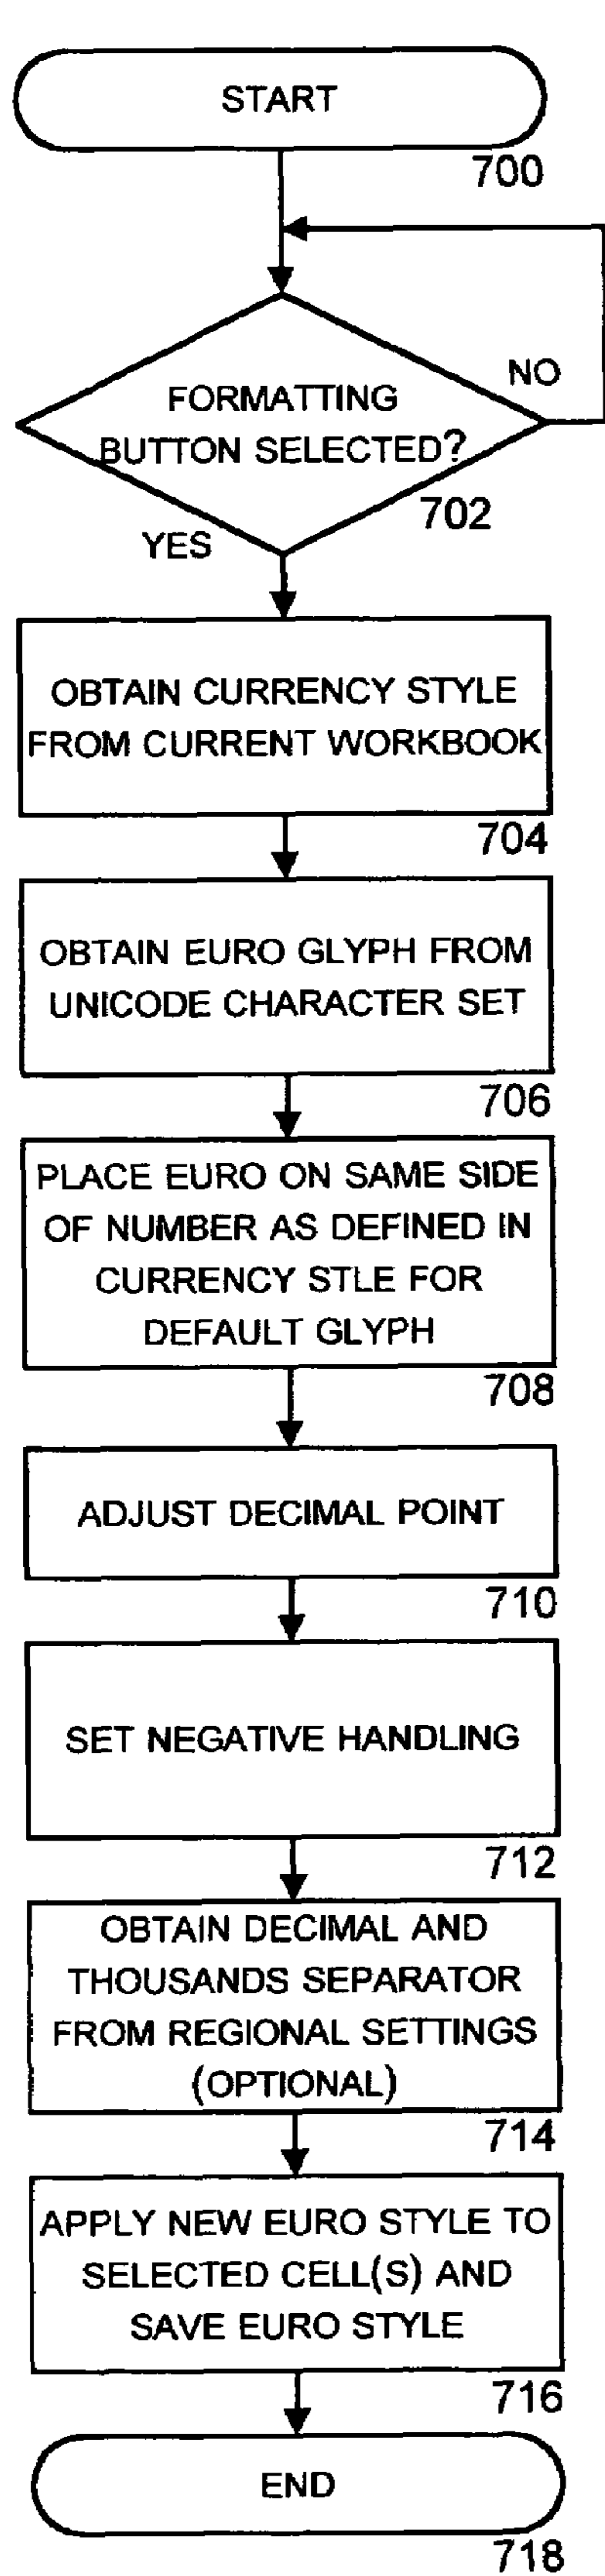 START
700
NO
FORMATTING
BUTTON SELECTED?
702
YES
OBTAIN CURRENCY STYLE
FROM CURRENT WORKBOOK
704
OBTAIN EURO GLYPH FROM
UNICODE CHARACTER SET
706
PLACE EURO ON SAME SIDE
OF NUMBER AS DEFINED IN
CURRENCY STLE FOR
DEFAULT GLYPH
708
ADJUST DECIMAL POINT
710
SET NEGATIVE HANDLING
712
OBTAIN DECIMAL AND
THOUSANDS SEPARATOR
FROM REGIONAL SETTINGS
(OPTIONAL)
714
APPLY NEW EURO STYLE TO
SELECTED CELL(S) AND
SAVE EURO STYLE
716
END
718